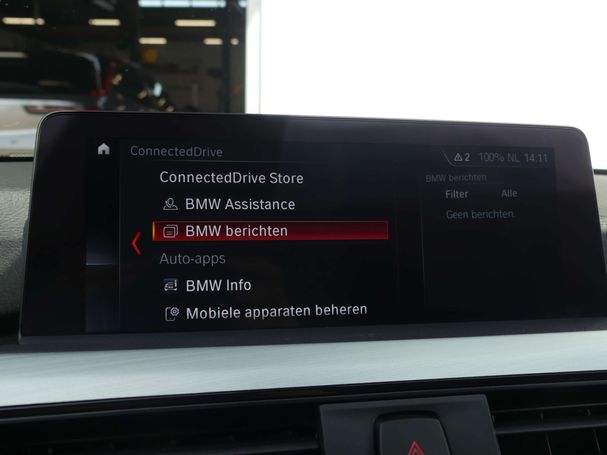 ConnectedDrive
2 100% NL 14:11
ConnectedDrive Store
BMW Assistance
BMW berichten
Auto-apps
BMW Info
Mobiele apparaten beheren
BMW berichten
Filter Alle
Geen berichten.